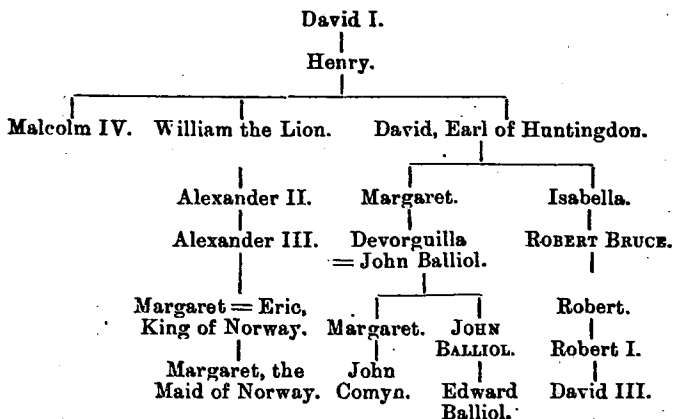 David I.
Henry.
Malcolm IV. William the Lion. David, Earl of Huntingdon.
Alexander II. Margaret. Isabella.
Alexander III. Devorguilla ROBERT BRUCE.
= John Balliol.
Margaret = Eric, Robert.
King of Norway. Margaret. JOHN
BALLIOL. Robert I.
Margaret, the John Edward David III.
Maid of Norway. Comyn. Balliol.